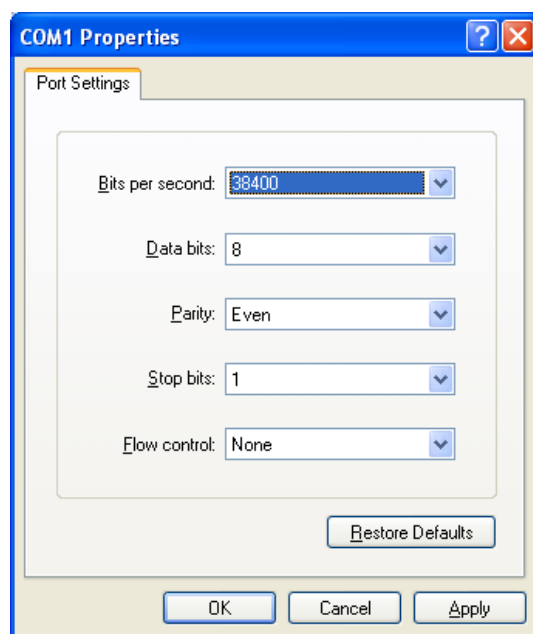 COM1 Properties
Port Settings
Bits per second: 38400
Data bits: 8
Parity: Even
Stop bits: 1
Flow control: None
Restore Defaults
OK Cancel Apply